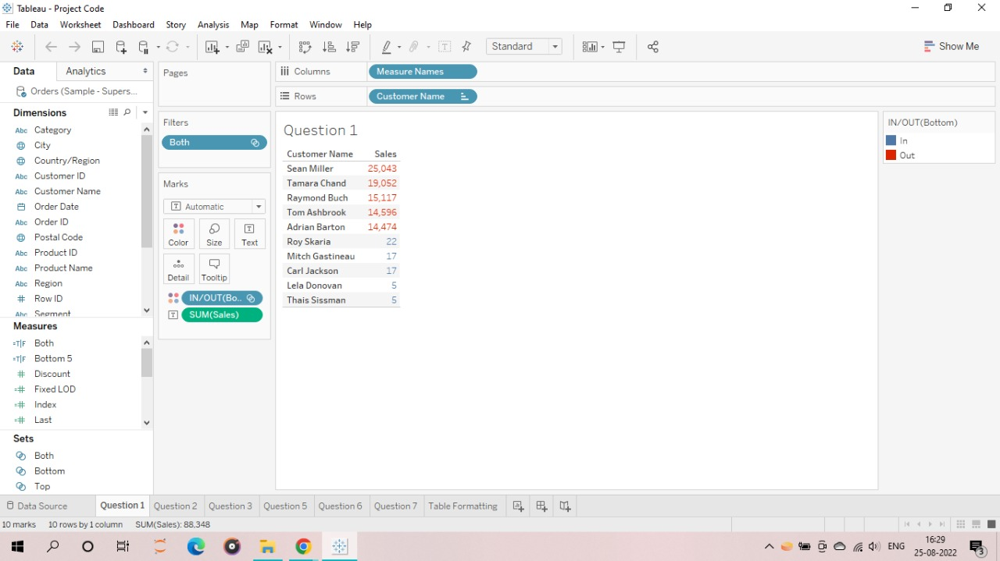 Tableau - Project Code
File Data Worksheet Dashboard Story Analysis Map Format Window Help
Standard
Show Me
Data Analytics
Orders (Sample - Supers...
Dimensions
Abc Category
City
Country/Region
Abc Customer ID
Abc Customer Name
Order Date
Abc Order ID
Postal Code
Abc Product ID
Abc Product Name
Abc Region
# Row ID
Abc Segment
Measures
=T|F Both
=T|F Bottom 5
# Discount
=# Fixed LOD
=# Index
=# Last
Sets
Both
Bottom
Top
Pages
Filters
Both
Marks
Automatic
Color Size Text
Detail Tooltip
IN/OUT(Bo..
SUM(Sales)
Columns Measure Names
Rows Customer Name
Question 1
Customer Name Sales
Sean Miller 25,043
Tamara Chand 19,052
Raymond Buch 15,117
Tom Ashbrook 14,596
Adrian Barton 14,474
Roy Skaria 22
Mitch Gastineau 17
Carl Jackson 17
Lela Donovan 5
Thais Sissman 5
IN/OUT(Bottom)
In
Out
Data Source Question 1 Question 2 Question 3 Question 5 Question 6 Question 7 Table Formatting
10 marks 10 rows by 1 column SUM(Sales): 88,348
ENG
16:29
25-08-2022
3